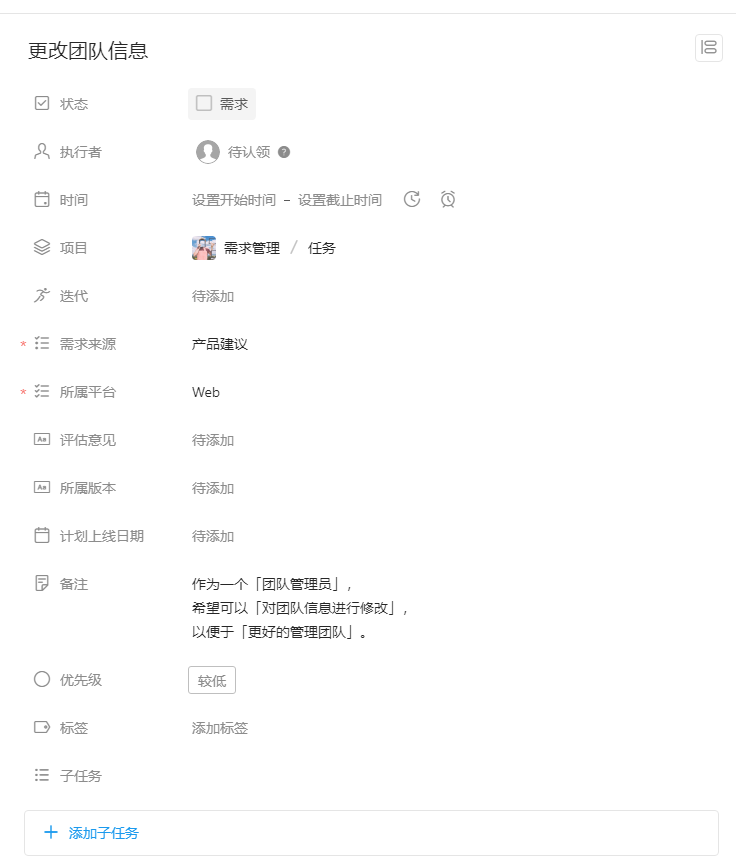 更改团队信息
状态 需求
执行者 待认领 ?
时间 设置开始时间 – 设置截止时间
项目 需求管理 / 任务
迭代 待添加
* 需求来源 产品建议
* 所属平台 Web
Aa 评估意见 待添加
Aa 所属版本 待添加
计划上线日期 待添加
备注 作为一个「团队管理员」,
希望可以「对团队信息进行修改」,
以便于「更好的管理团队」。
优先级 较低
标签 添加标签
子任务
+ 添加子任务